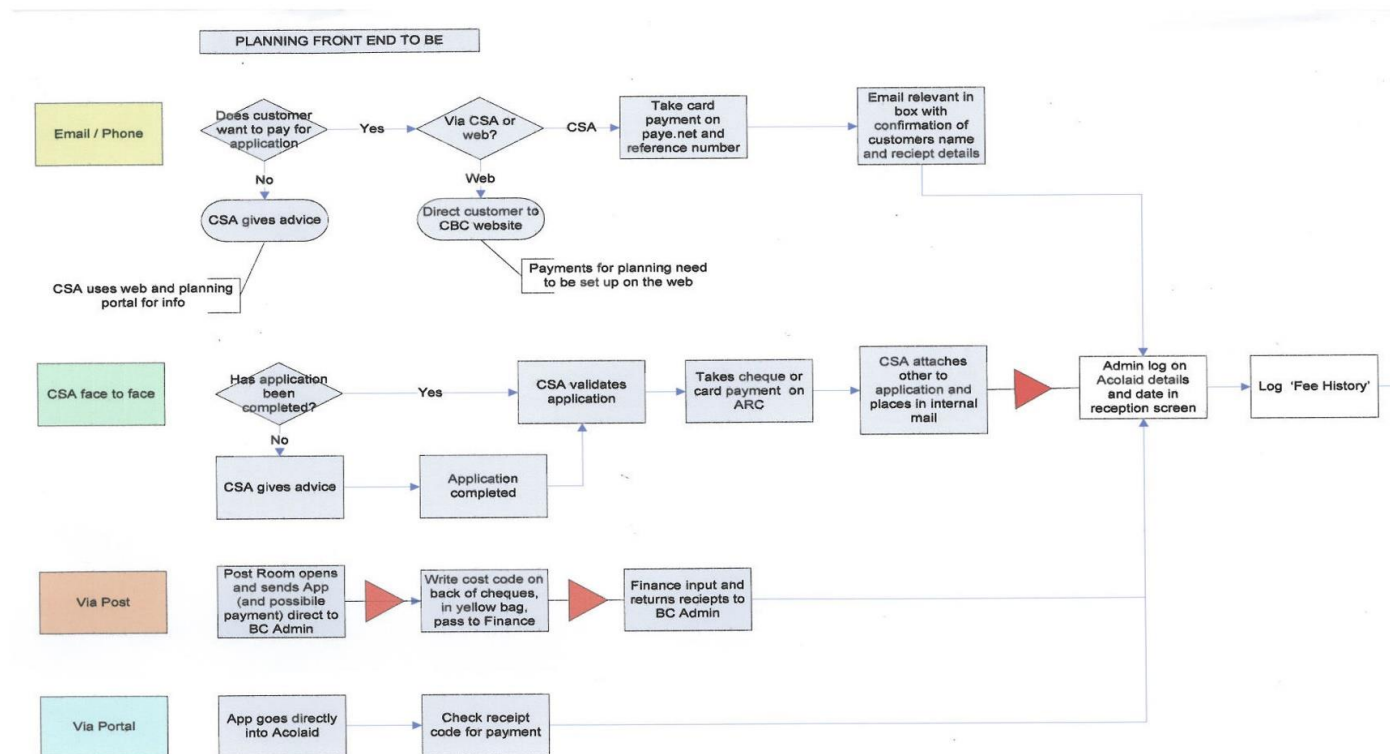 PLANNING FRONT END TO BE
Email / Phone
Does customer
want to pay for
application
Yes
Via CSA or
web?
CSA
Take card
payment on
paye.net and
reference number
Email relevant in
box with
confirmation of
customers name
and reciept details
No
Web
CSA gives advice
Direct customer to
CBC website
CSA uses web and planning
portal for info
Payments for planning need
to be set up on the web
CSA face to face
Has application
been
completed?
Yes
CSA validates
application
Takes cheque or
card payment on
ARC
CSA attaches
other to
application and
places in internal
mail
Admin log on
Acolaid details
and date in
reception screen
Log 'Fee History'
No
CSA gives advice
Application
completed
Via Post
Post Room opens
and sends App
(and possibile
payment) direct to
BC Admin
Write cost code on
back of cheques,
in yellow bag,
pass to Finance
Finance input and
returns reciepts to
BC Admin
Via Portal
App goes directly
into Acolaid
Check receipt
code for payment